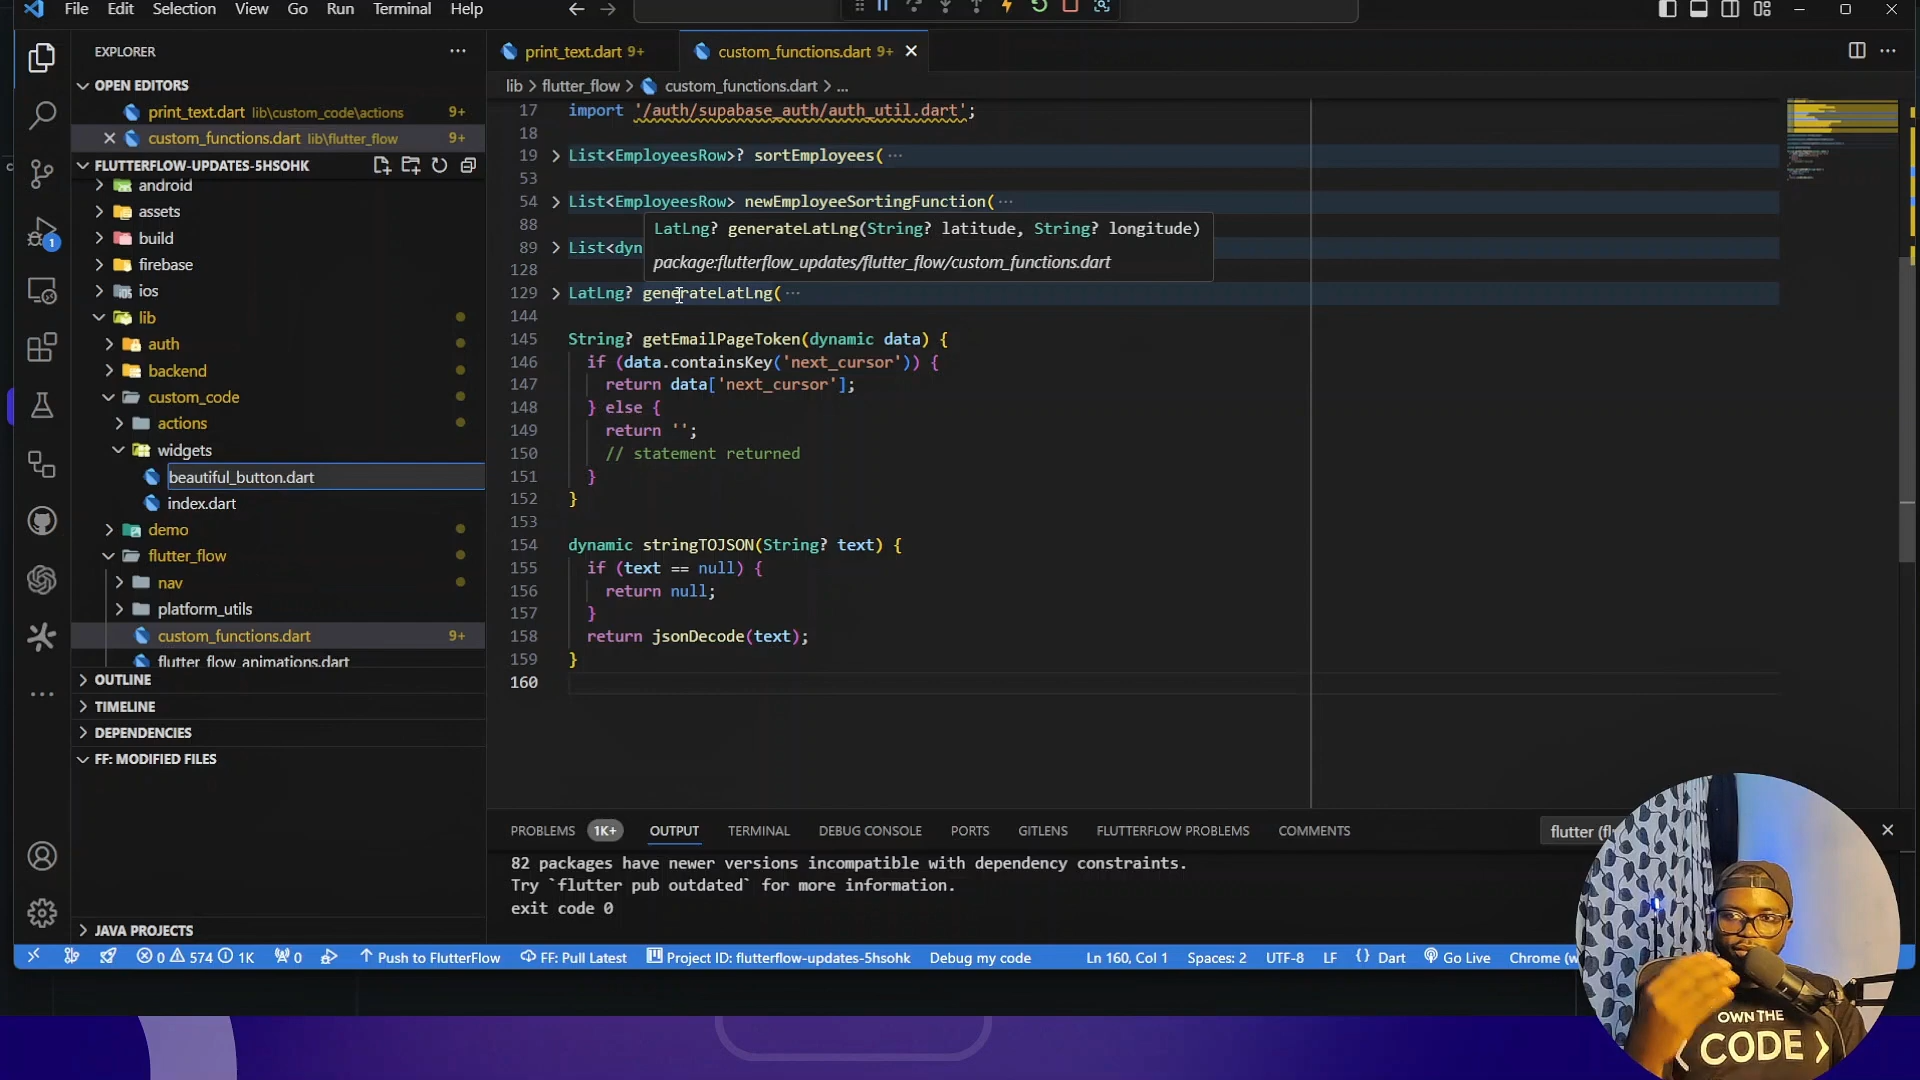 File Edit Selection View Go Run Terminal Help
EXPLORER
OPEN EDITORS
print_text.dart lib\custom_code\actions 9+
custom_functions.dart lib\flutter_flow 9+
FLUTTERFLOW-UPDATES-5HSOHK
android
assets
build
firebase
ios
lib
auth
backend
custom_code
actions
widgets
beautiful_button.dart
index.dart
demo
flutter_flow
nav
platform_utils
custom_functions.dart 9+
flutter_flow_animations.dart
OUTLINE
TIMELINE
DEPENDENCIES
FF: MODIFIED FILES
JAVA PROJECTS
1
print_text.dart 9+
custom_functions.dart 9+
lib > flutter_flow > custom_functions.dart > ...
17 import '/auth/supabase_auth/auth_util.dart';
18
19 List<EmployeesRow>? sortEmployees( ...
53
54 List<EmployeesRow> newEmployeeSortingFunction( ...
88
LatLng? generateLatLng(String? latitude, String? longitude)
89 List<dyn
package:flutterflow_updates/flutter_flow/custom_functions.dart
128
129 LatLng? generateLatLng( ...
144
145 String? getEmailPageToken(dynamic data) {
146 if (data.containsKey('next_cursor')) {
147 return data['next_cursor'];
148 } else {
149 return '';
150 // statement returned
151 }
152 }
153
154 dynamic stringTOJSON(String? text) {
155 if (text == null) {
156 return null;
157 }
158 return jsonDecode(text);
159 }
160
PROBLEMS 1K+ OUTPUT TERMINAL DEBUG CONSOLE PORTS GITLENS FLUTTERFLOW PROBLEMS COMMENTS
flutter (fl
82 packages have newer versions incompatible with dependency constraints.
Try `flutter pub outdated` for more information.
exit code 0
0 574 1K 0 Push to FlutterFlow FF: Pull Latest Project ID: flutterflow-updates-5hsohk Debug my code Ln 160, Col 1 Spaces: 2 UTF-8 LF {} Dart Go Live Chrome (w
OWN THE
< CODE >